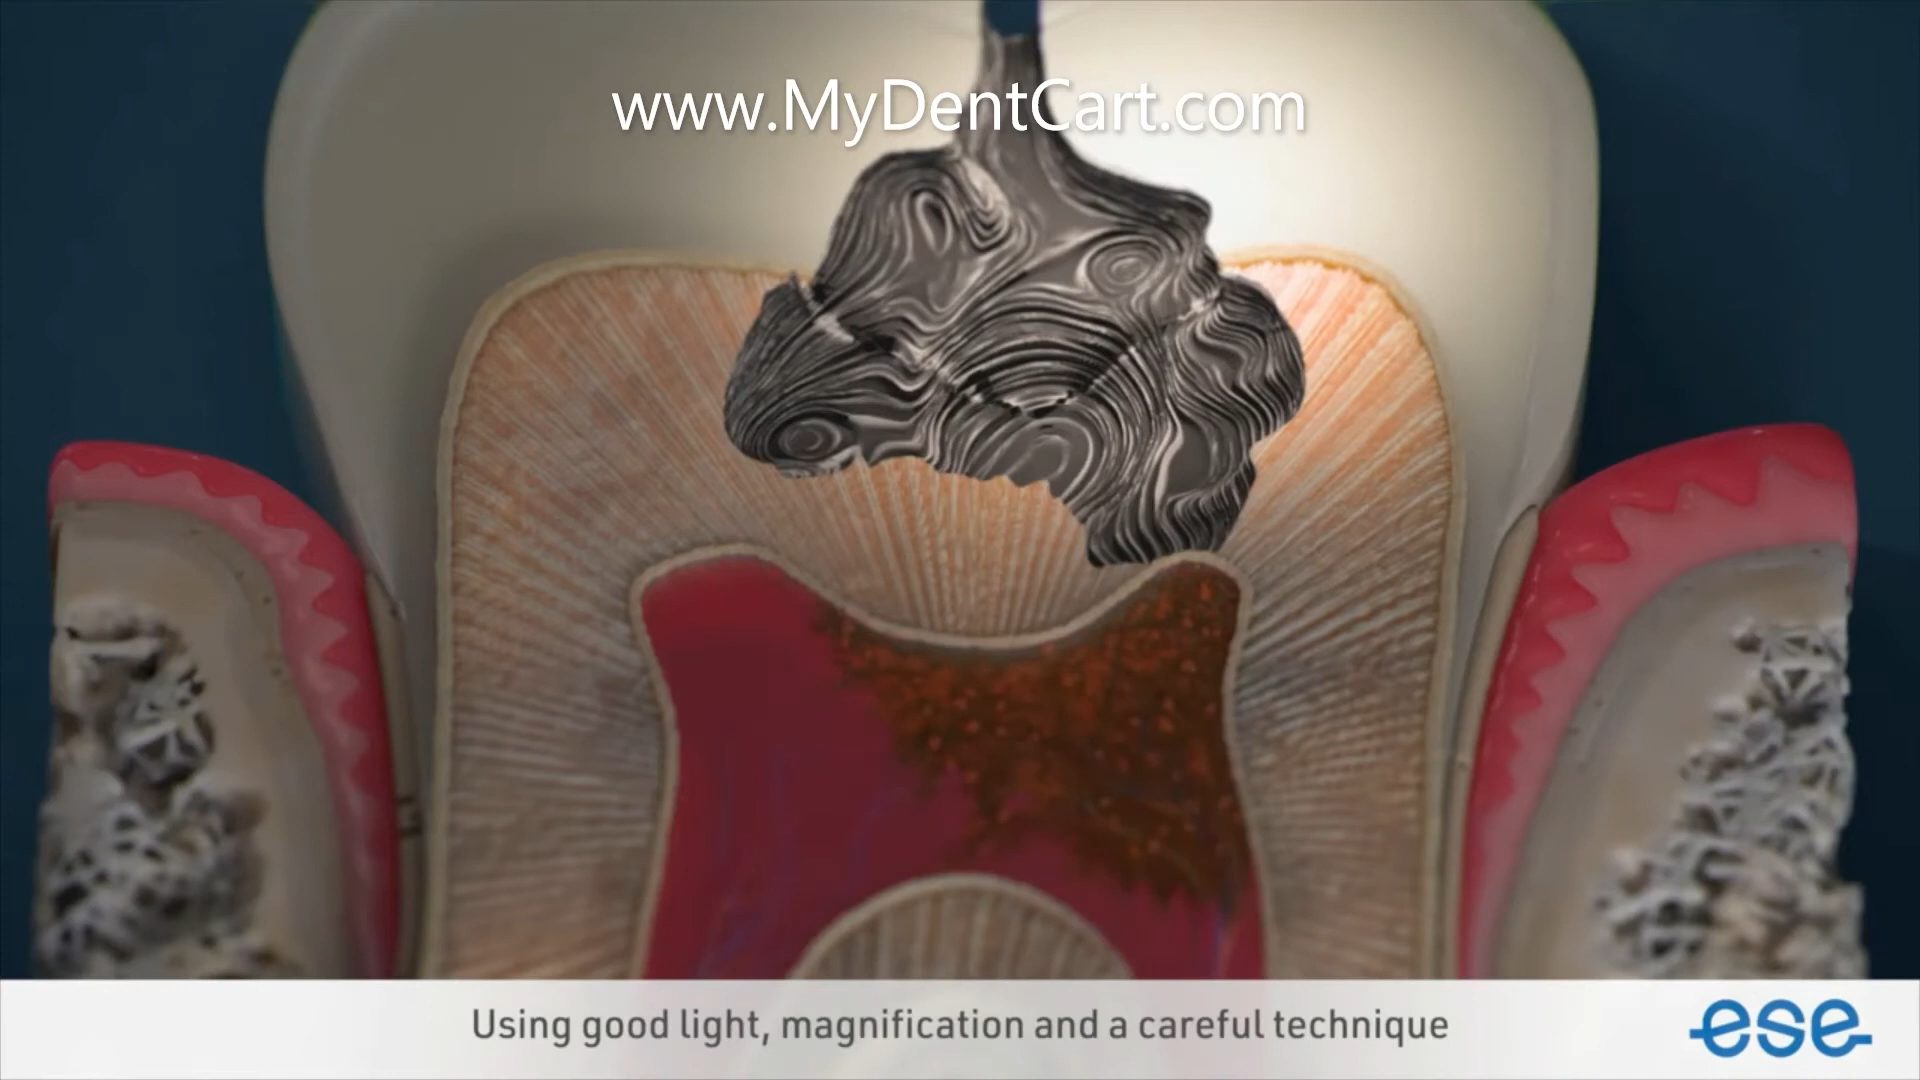 www.MyDentCart.com
Using good light, magnification and a careful technique
ese